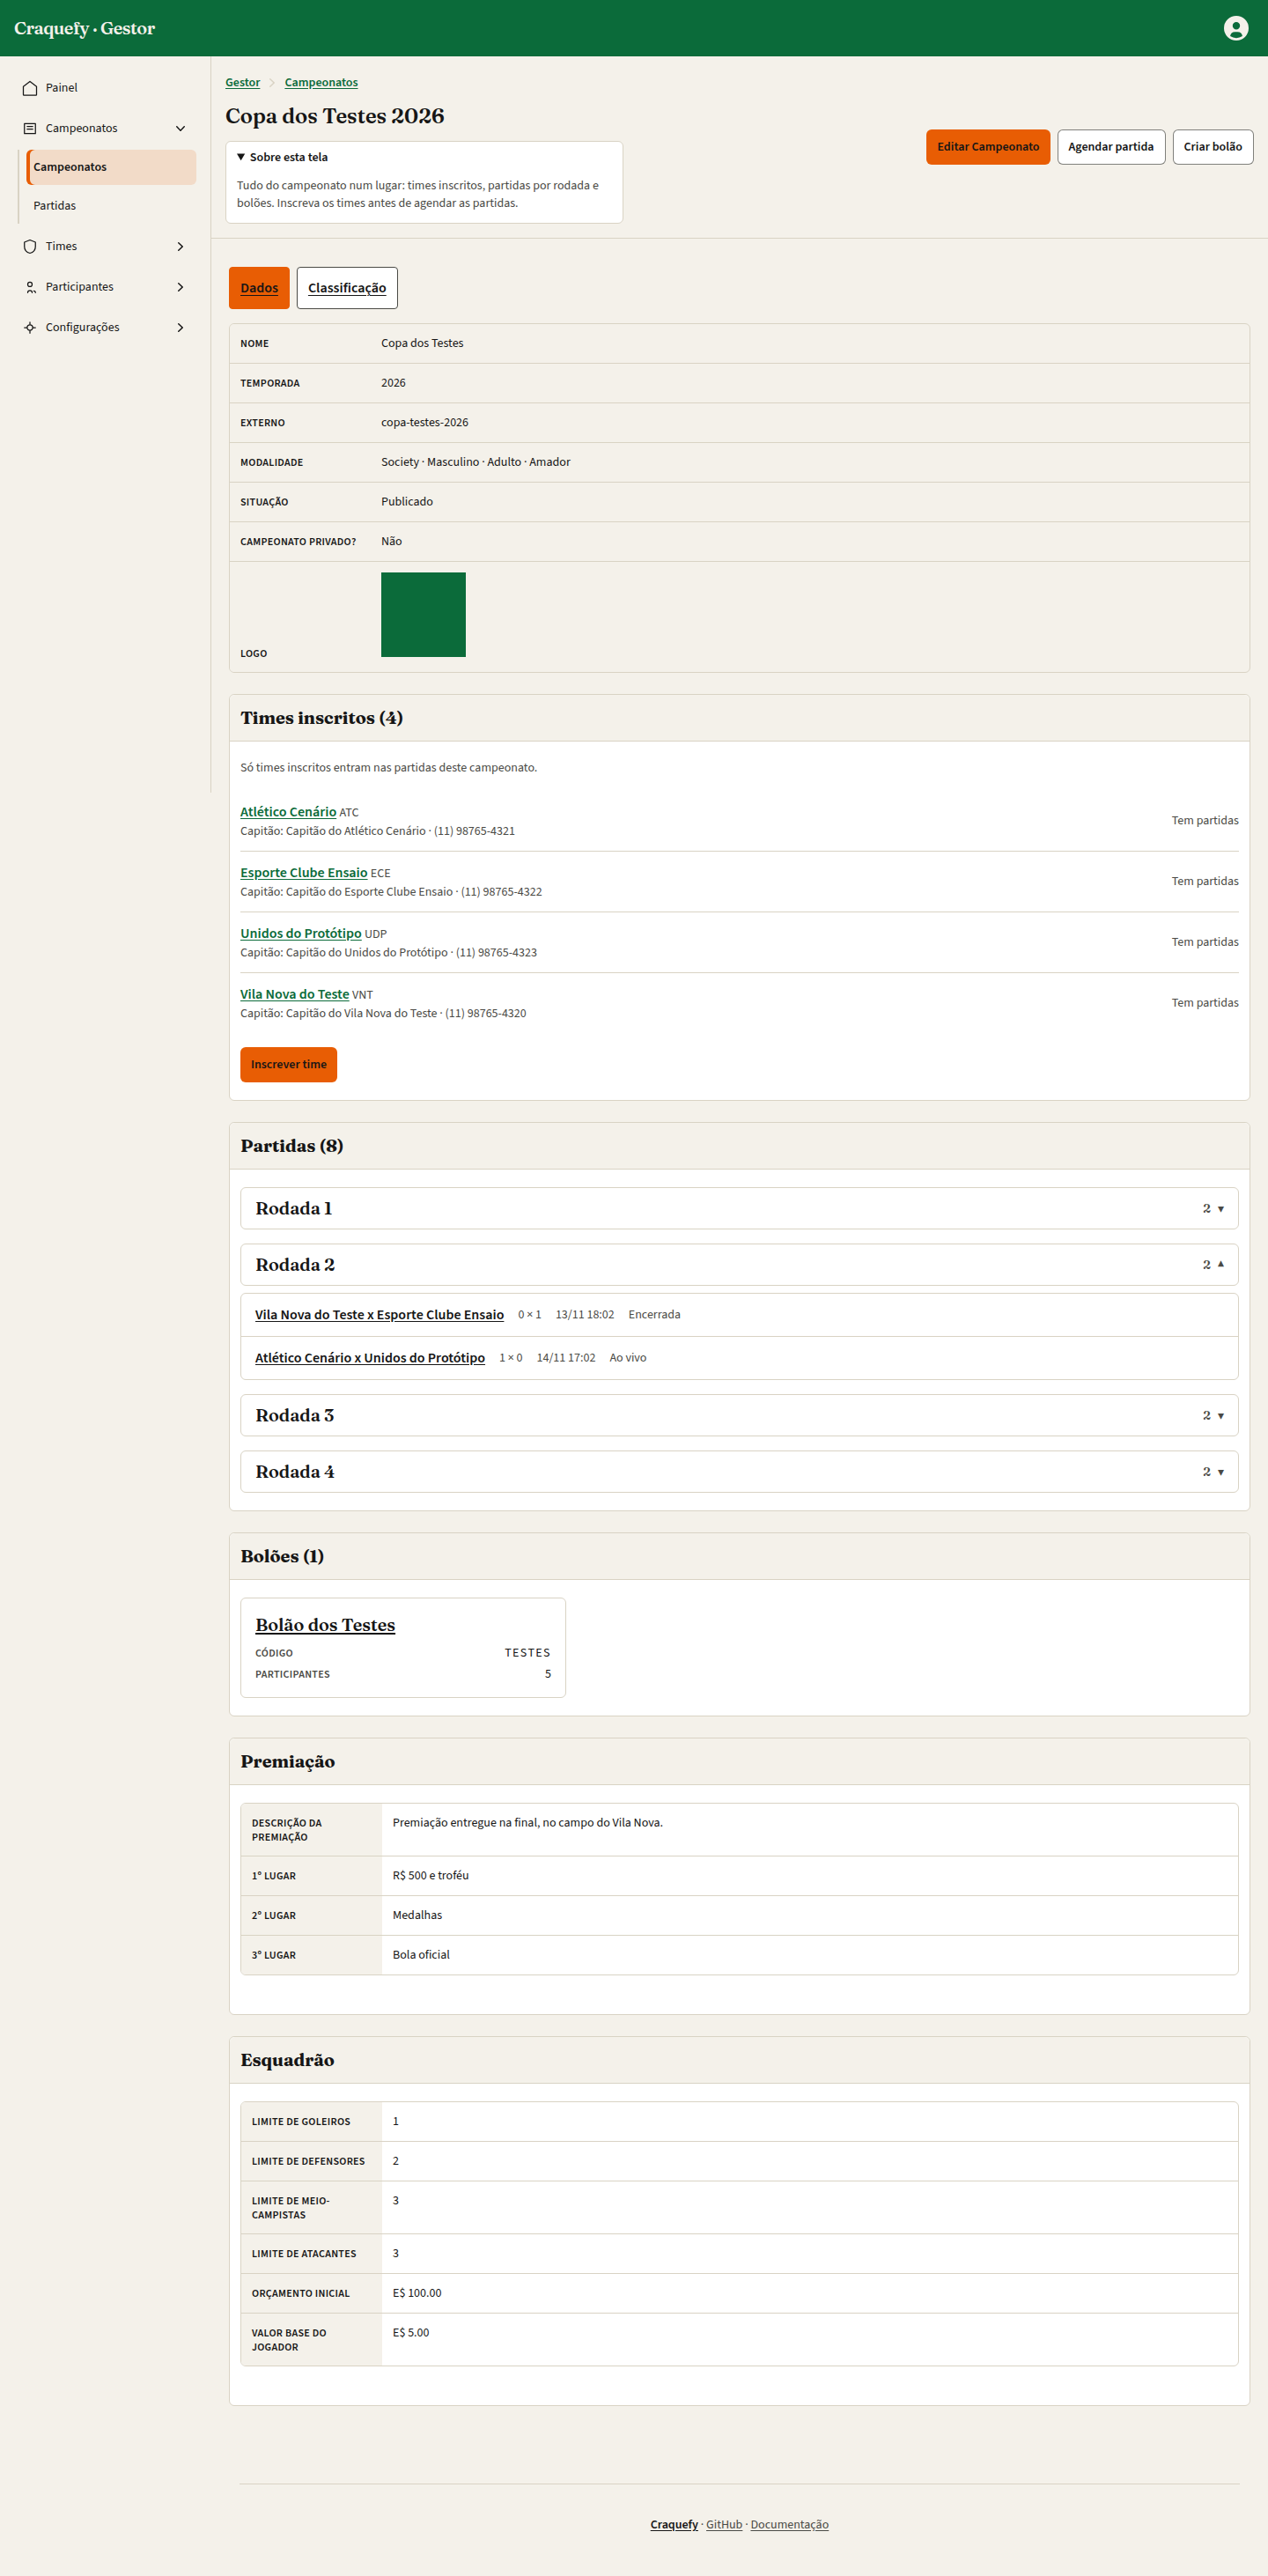 Craquefy · Gestor
Painel
Campeonatos
Campeonatos
Partidas
Times
Participantes
Configurações
Gestor
Campeonatos
Copa dos Testes 2026
Sobre esta tela
Tudo do campeonato num lugar: times inscritos, partidas por rodada e
bolões. Inscreva os times antes de agendar as partidas.
Editar Campeonato
Agendar partida
Criar bolão
Dados
Classificação
NOME Copa dos Testes
TEMPORADA 2026
EXTERNO copa-testes-2026
MODALIDADE Society · Masculino · Adulto · Amador
SITUAÇÃO Publicado
CAMPEONATO PRIVADO? Não
LOGO
Times inscritos (4)
Só times inscritos entram nas partidas deste campeonato.
Atlético Cenário ATC
Capitão: Capitão do Atlético Cenário · (11) 98765-4321
Tem partidas
Esporte Clube Ensaio ECE
Capitão: Capitão do Esporte Clube Ensaio · (11) 98765-4322
Tem partidas
Unidos do Protótipo UDP
Capitão: Capitão do Unidos do Protótipo · (11) 98765-4323
Tem partidas
Vila Nova do Teste VNT
Capitão: Capitão do Vila Nova do Teste · (11) 98765-4320
Tem partidas
Inscrever time
Partidas (8)
Rodada 1 2 ▾
Rodada 2 2 ▴
Vila Nova do Teste x Esporte Clube Ensaio 0 × 1 13/11 18:02 Encerrada
Atlético Cenário x Unidos do Protótipo 1 × 0 14/11 17:02 Ao vivo
Rodada 3 2 ▾
Rodada 4 2 ▾
Bolões (1)
Bolão dos Testes
CÓDIGO TESTES
PARTICIPANTES 5
Premiação
DESCRIÇÃO DA
PREMIAÇÃO
Premiação entregue na final, no campo do Vila Nova.
1º LUGAR R$ 500 e troféu
2º LUGAR Medalhas
3º LUGAR Bola oficial
Esquadrão
LIMITE DE GOLEIROS 1
LIMITE DE DEFENSORES 2
LIMITE DE MEIO-
CAMPISTAS
3
LIMITE DE ATACANTES 3
ORÇAMENTO INICIAL E$ 100.00
VALOR BASE DO
JOGADOR
E$ 5.00
Craquefy · GitHub · Documentação